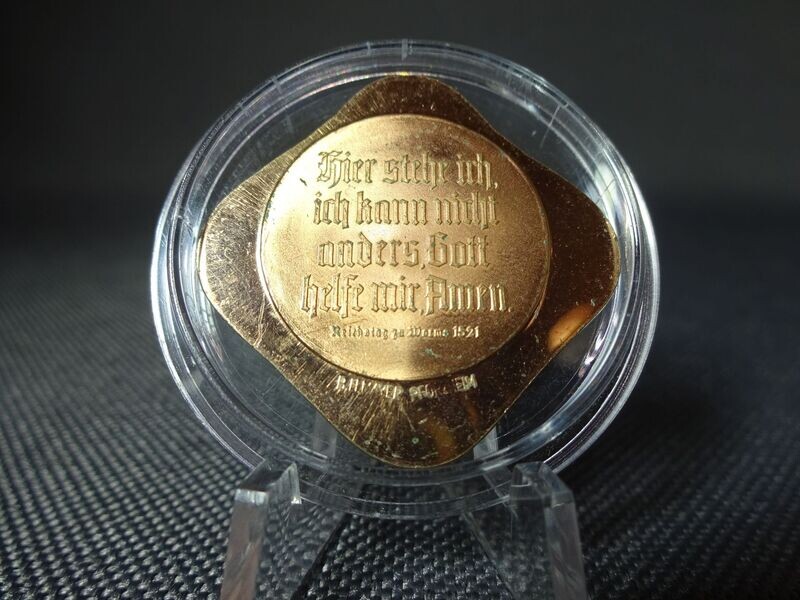 Hier stehe ich,
ich kann nicht
anders, Gott
helfe mir, Amen.
Reichstag zu Worms 1521